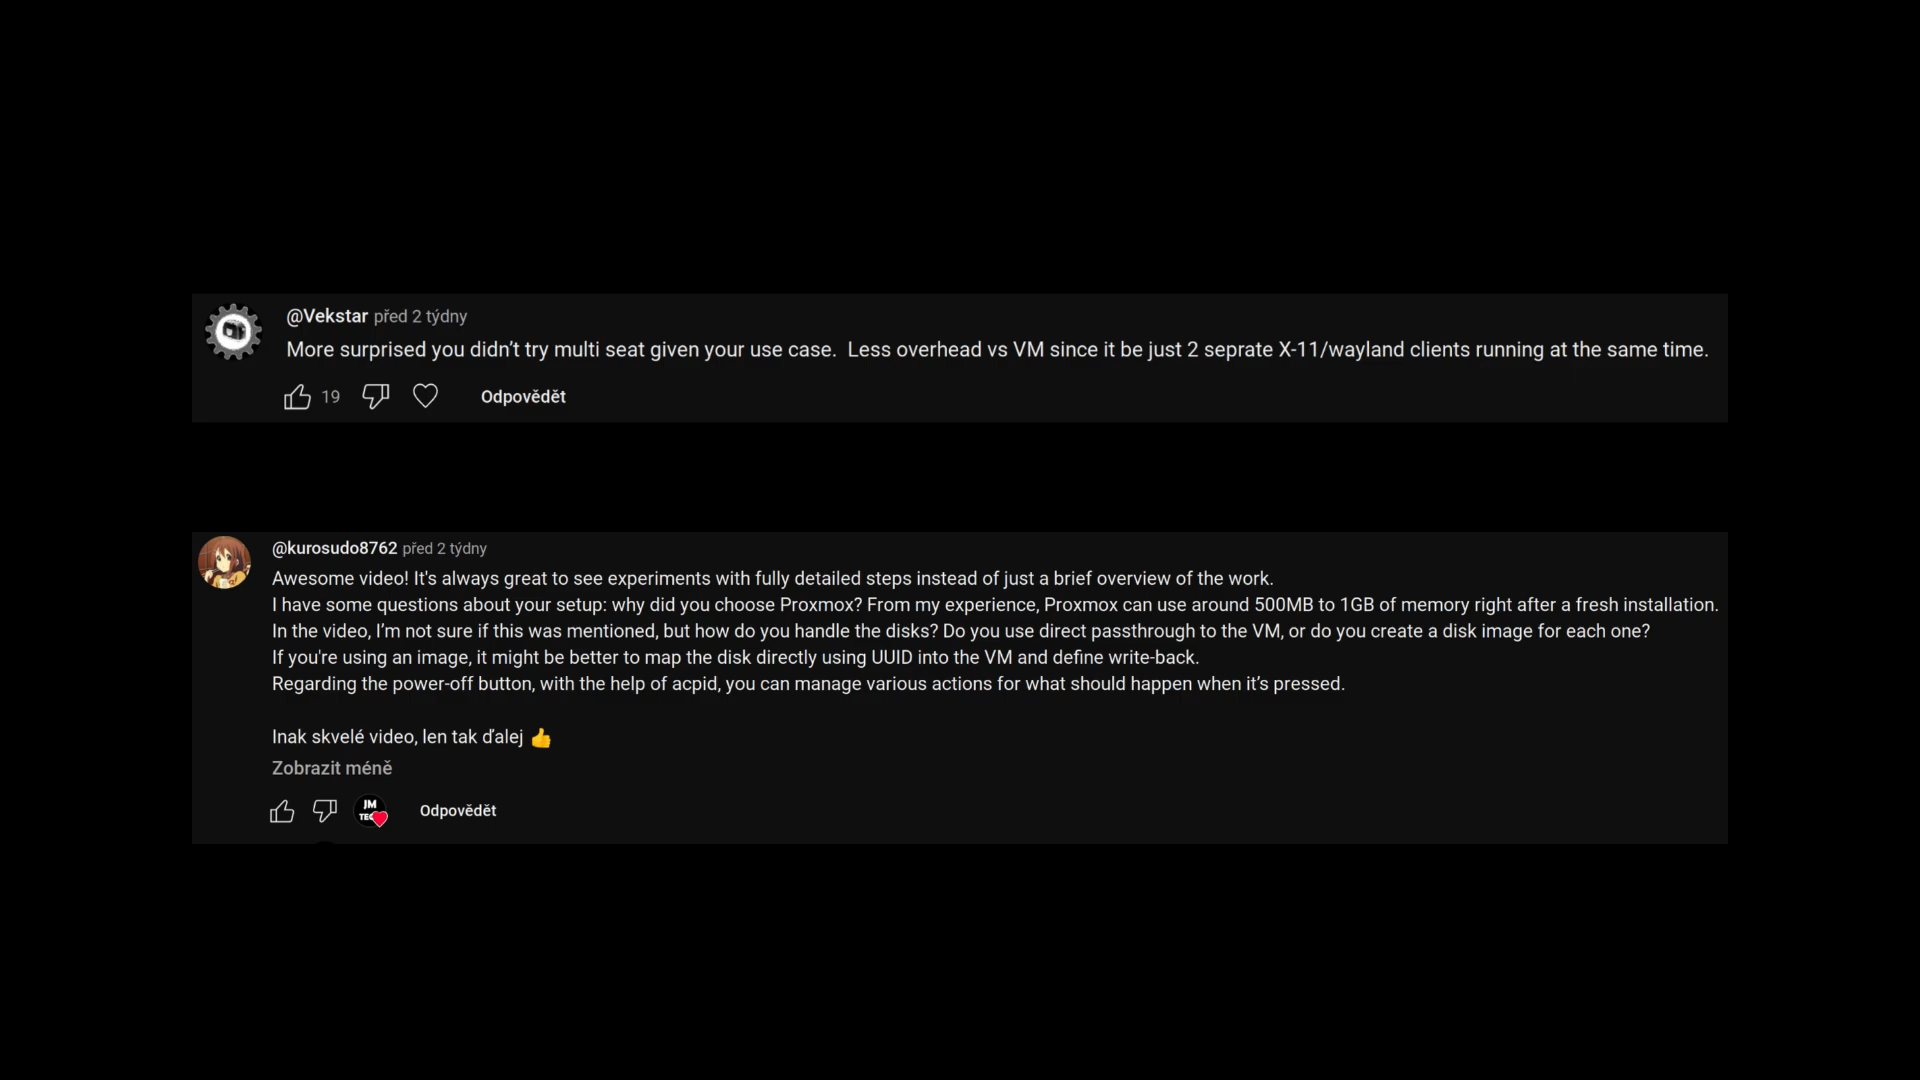 @Vekstar před 2 týdny
More surprised you didn’t try multi seat given your use case.  Less overhead vs VM since it be just 2 seprate X-11/wayland clients running at the same time.
19 Odpovědět
@kurosudo8762 před 2 týdny
Awesome video! It's always great to see experiments with fully detailed steps instead of just a brief overview of the work.
I have some questions about your setup: why did you choose Proxmox? From my experience, Proxmox can use around 500MB to 1GB of memory right after a fresh installation.
In the video, I’m not sure if this was mentioned, but how do you handle the disks? Do you use direct passthrough to the VM, or do you create a disk image for each one?
If you're using an image, it might be better to map the disk directly using UUID into the VM and define write-back.
Regarding the power-off button, with the help of acpid, you can manage various actions for what should happen when it’s pressed.
Inak skvelé video, len tak ďalej 👍
Zobrazit méně
JM
Odpovědět